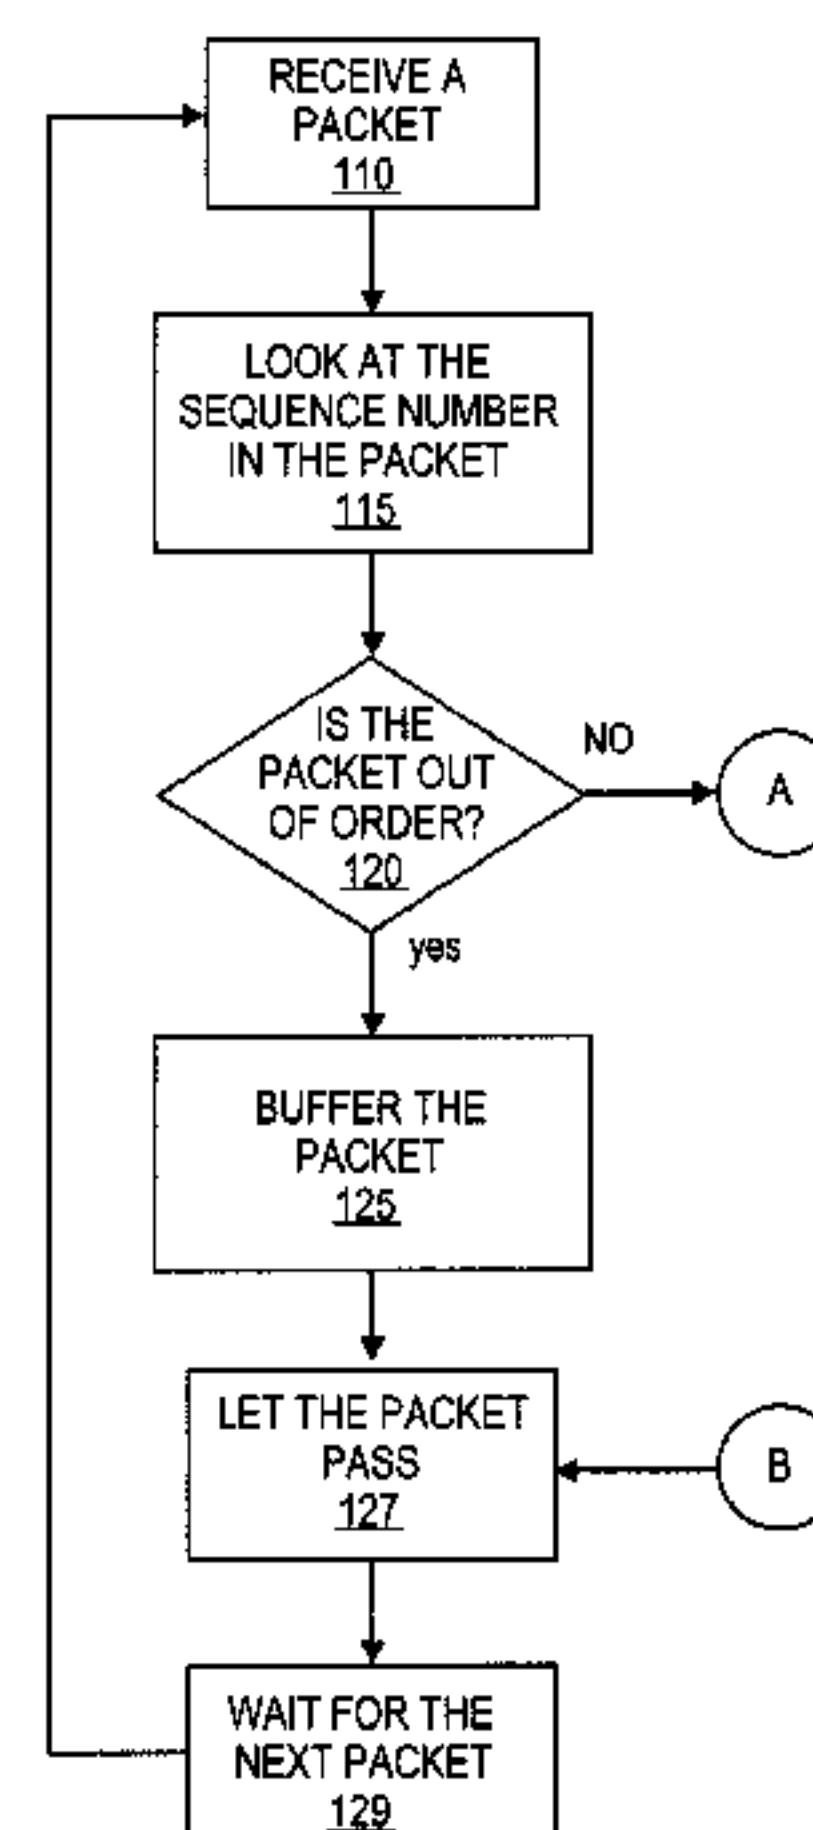 RECEIVE A
PACKET
110
LOOK AT THE
SEQUENCE NUMBER
IN THE PACKET
115
IS THE
PACKET OUT
OF ORDER?
120
NO
A
yes
BUFFER THE
PACKET
125
LET THE PACKET
PASS
127
B
WAIT FOR THE
NEXT PACKET
129